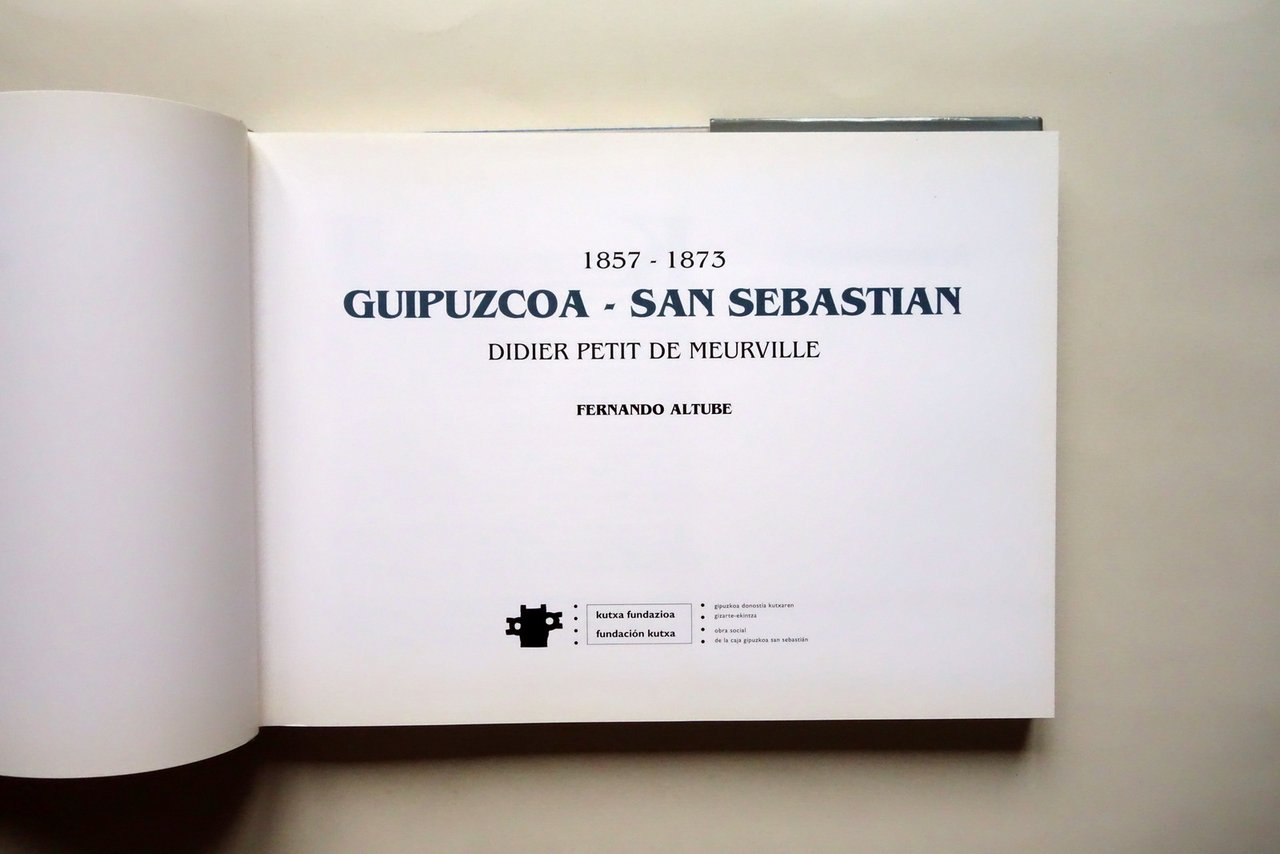 1857 - 1873
GUIPUZCOA - SAN SEBASTIAN
DIDIER PETIT DE MEURVILLE
FERNANDO ALTUBE
kutxa fundazioa
fundación kutxa
gipuzkoa donostia kutxaren
gizarte-ekintza
obra social
de la caja gipuzkoa san sebastián